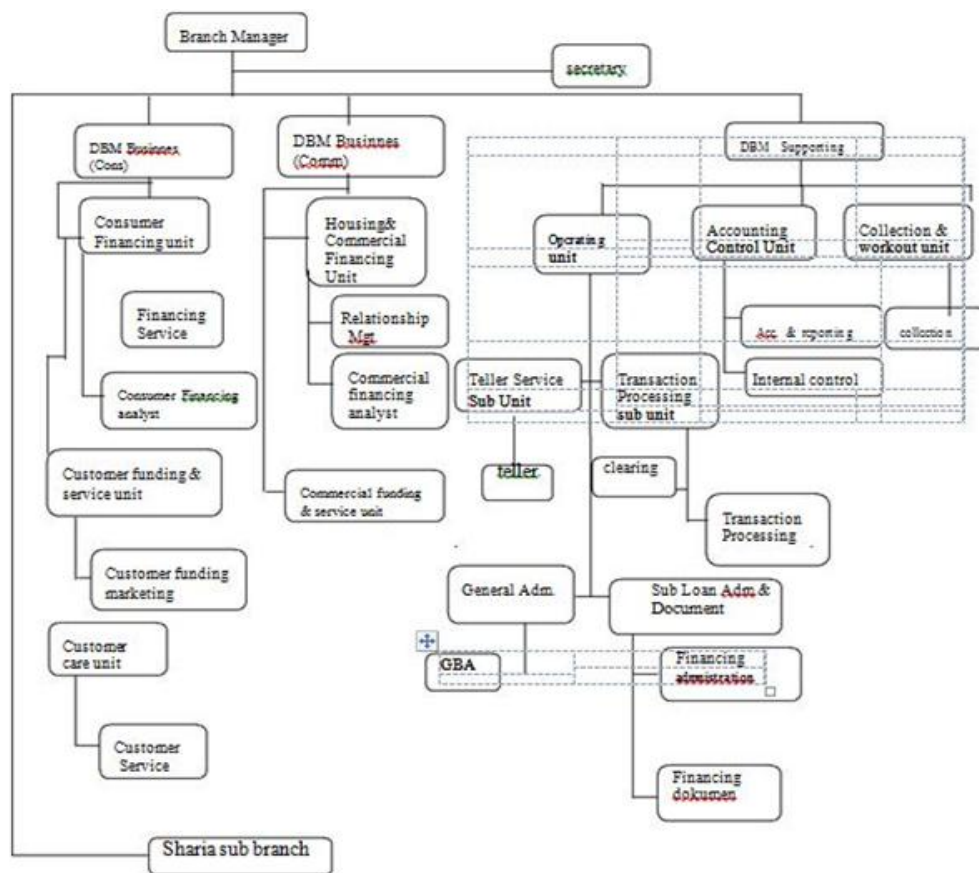 Branch Manager
secretary
DBM Businnes
(Cons)
DBM Businnes
(Comm)
DBM Supporting
Consumer
Financing unit
Housing&
Commercial
Financing
Unit
Operating
unit
Accounting
Control Unit
Collection &
workout unit
Financing
Service
Relationship
Mgt
Acc. & reporting
collection
Consumer Financing
analyst
Commercial
financing
analyst
Teller Service
Sub Unit
Transaction
Processing
sub unit
Internal control
Customer funding &
service unit
Commercial funding
& service unit
teller
clearing
Transaction
Processing
Customer funding
marketing
General Adm.
Sub Loan Adm &
Document
Customer
care unit
GBA
Financing
admistration
Customer
Service
Financing
dokumen
Sharia sub branch